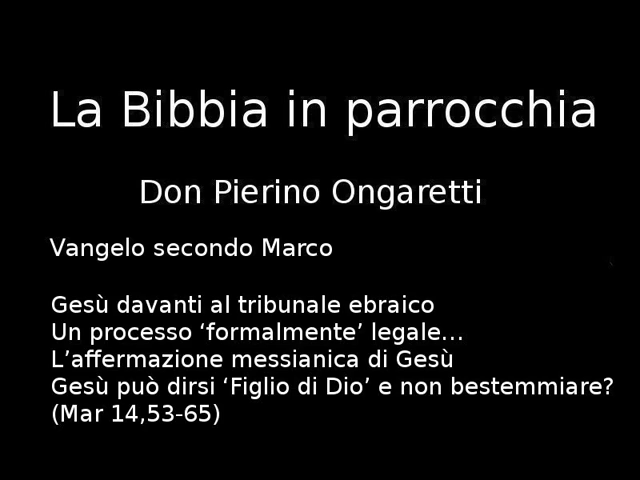 La Bibbia in parrocchia
Don Pierino Ongaretti
Vangelo secondo Marco
Gesù davanti al tribunale ebraico
Un processo ‘formalmente’ legale...
L’affermazione messianica di Gesù
Gesù può dirsi ‘Figlio di Dio’ e non bestemmiare?
(Mar 14,53-65)